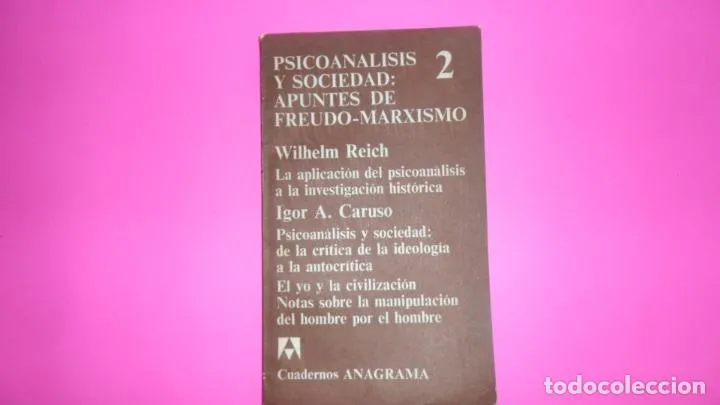 PSICOANALISIS 2
Y SOCIEDAD:
APUNTES DE
FREUDO-MARXISMO
Wilhelm Reich
La aplicación del psicoanálisis
a la investigación histórica
Igor A. Caruso
Psicoanálisis y sociedad:
de la crítica de la ideología
a la autocrítica
El yo y la civilización
Notas sobre la manipulación
del hombre por el hombre
Cuadernos ANAGRAMA
todocoleccion